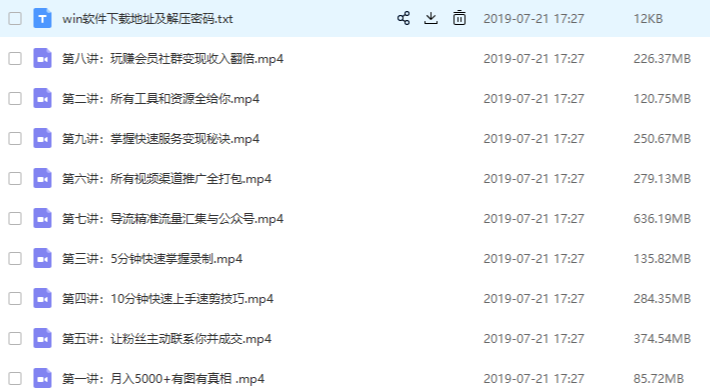 win软件下载地址及解压密码.txt 2019-07-21 17:27 12KB
第八讲：玩赚会员社群变现收入翻倍.mp4 2019-07-21 17:27 226.37MB
第二讲：所有工具和资源全给你.mp4 2019-07-21 17:27 120.75MB
第九讲：掌握快速服务变现秘诀.mp4 2019-07-21 17:27 250.67MB
第六讲：所有视频渠道推广全打包.mp4 2019-07-21 17:27 279.13MB
第七讲：导流精准流量汇集与公众号.mp4 2019-07-21 17:27 636.19MB
第三讲：5分钟快速掌握录制.mp4 2019-07-21 17:27 135.82MB
第四讲：10分钟快速上手速剪技巧.mp4 2019-07-21 17:27 284.35MB
第五讲：让粉丝主动联系你并成交.mp4 2019-07-21 17:27 374.54MB
第一讲：月入5000+有图有真相 .mp4 2019-07-21 17:27 85.72MB